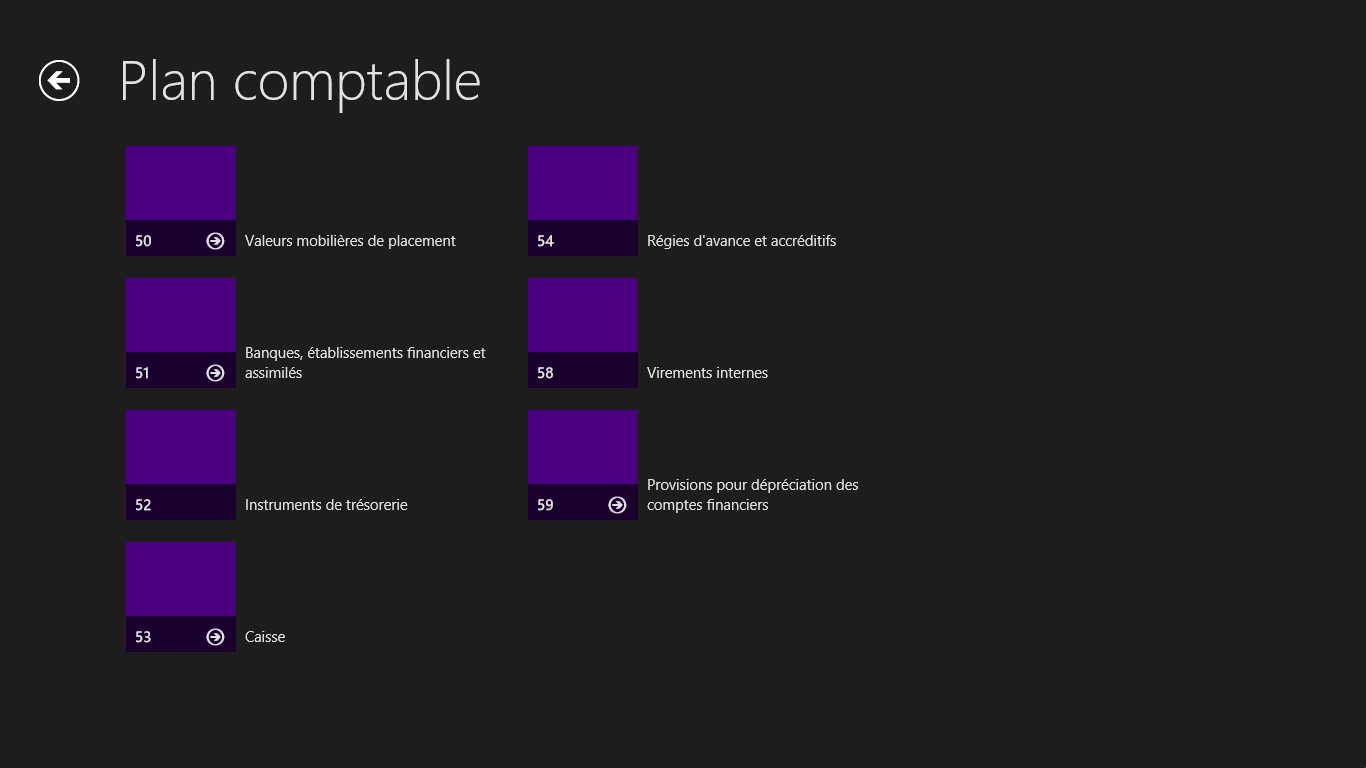 Plan comptable
50
Valeurs mobilières de placement
51
Banques, établissements financiers et
assimilés
52
Instruments de trésorerie
53
Caisse
54
Régies d'avance et accréditifs
58
Virements internes
59
Provisions pour dépréciation des
comptes financiers